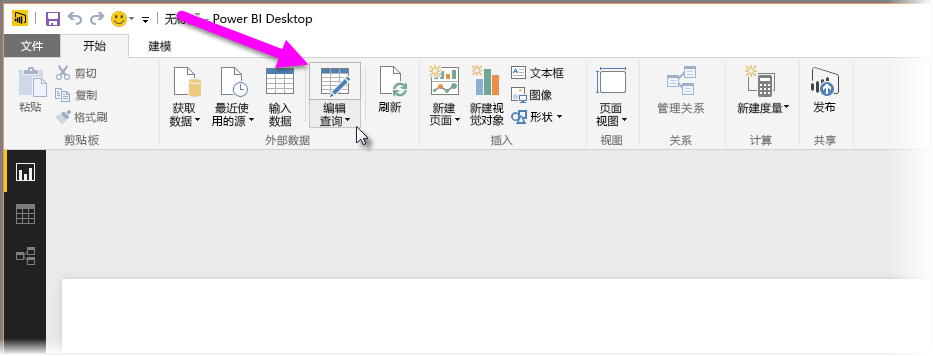 无标题 - Power BI Desktop
文件
开始
建模
粘贴
剪切
复制
格式刷
剪贴板
获取
数据
最近使
用的源
输入
数据
编辑
查询
外部数据
刷新
新建
页面
新建视
觉对象
文本框
图像
形状
插入
页面
视图
视图
管理关系
关系
新建度量
计算
发布
共享